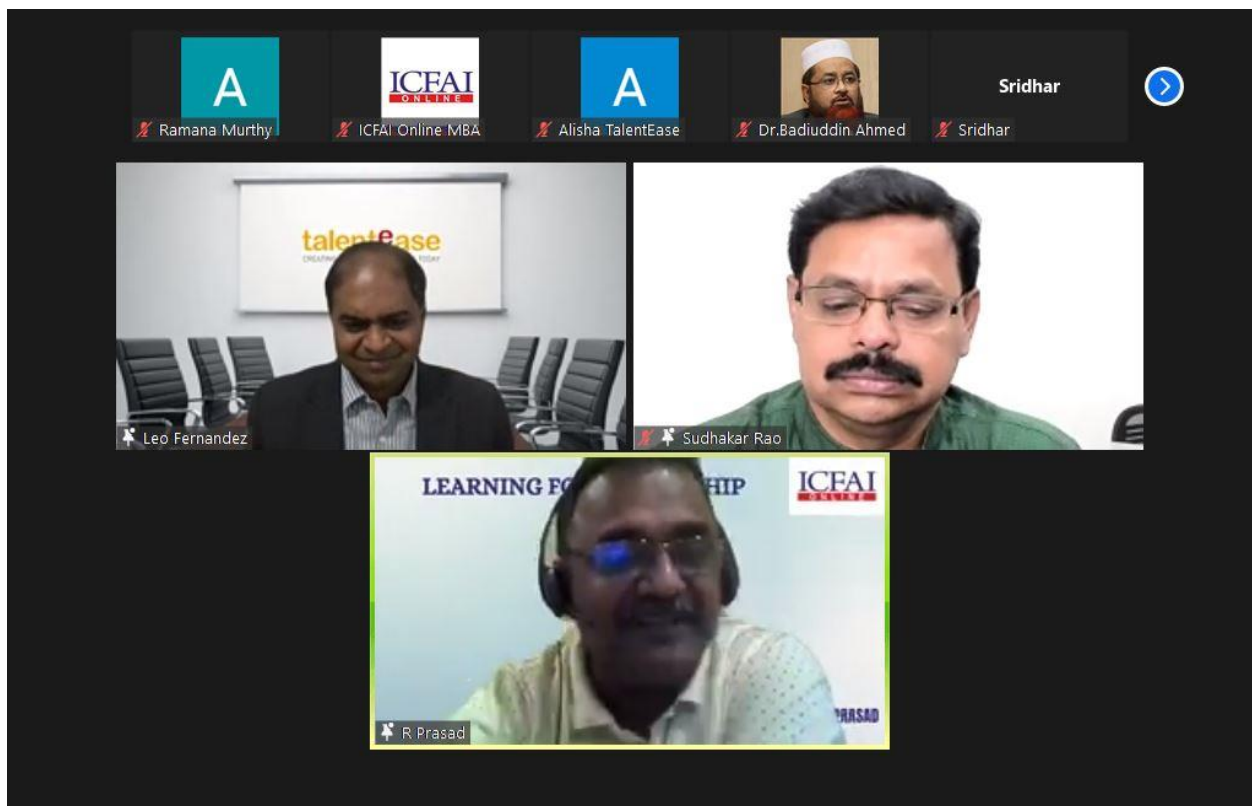 A
Ramana Murthy
ICFAI
ONLINE
ICFAI Online MBA
A
Alisha TalentEase
Dr.Badiuddin Ahmed
Sridhar
Sridhar
talentease
TODAY
Leo Fernandez
Sudhakar Rao
LEARNING HIP
ICFAI
ONLINE
PRASAD
R Prasad